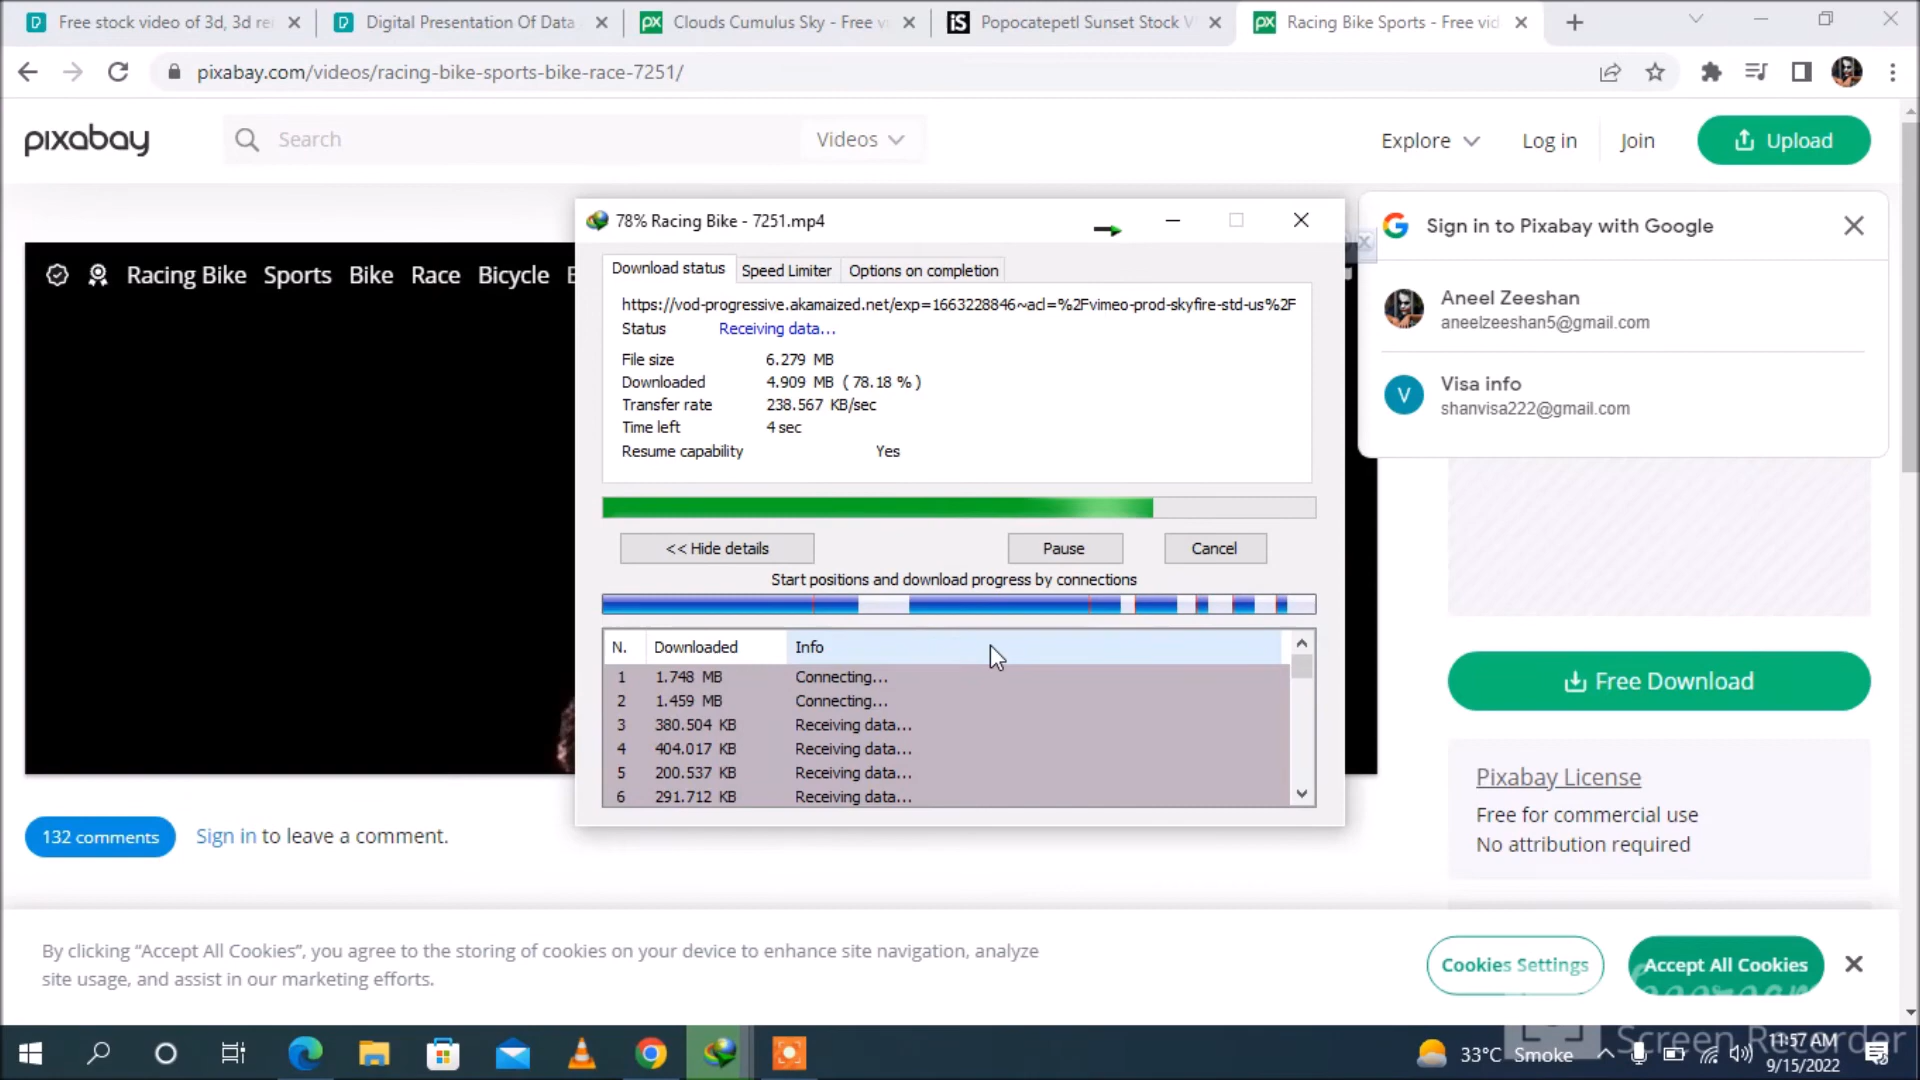 Free stock video of 3d, 3d rei
Digital Presentation Of Data
Clouds Cumulus Sky - Free v
Popocatepetl Sunset Stock V
Racing Bike Sports - Free vid
pixabay.com/videos/racing-bike-sports-bike-race-7251/
pixabay
Search
Videos
Explore
Log in
Join
Upload
Racing Bike Sports Bike Race Bicycle
78% Racing Bike - 7251.mp4
Download status
Speed Limiter
Options on completion
https://vod-progressive.akamaized.net/exp=1663228846~acl=%2Fvimeo-prod-skyfire-std-us%2F
Status Receiving data...
File size 6.279 MB
Downloaded 4.909 MB ( 78.18 % )
Transfer rate 238.567 KB/sec
Time left 4 sec
Resume capability Yes
<< Hide details
Pause
Cancel
Start positions and download progress by connections
N. Downloaded Info
1 1.748 MB Connecting...
2 1.459 MB Connecting...
3 380.504 KB Receiving data...
4 404.017 KB Receiving data...
5 200.537 KB Receiving data...
6 291.712 KB Receiving data...
Sign in to Pixabay with Google
Aneel Zeeshan
aneelzeeshan5@gmail.com
V
Visa info
shanvisa222@gmail.com
Free Download
Pixabay License
Free for commercial use
No attribution required
132 comments
Sign in to leave a comment.
By clicking “Accept All Cookies”, you agree to the storing of cookies on your device to enhance site navigation, analyze
site usage, and assist in our marketing efforts.
Cookies Settings
Accept All Cookies
Screen Recorder
33°C Smoke
11:57 AM
9/15/2022